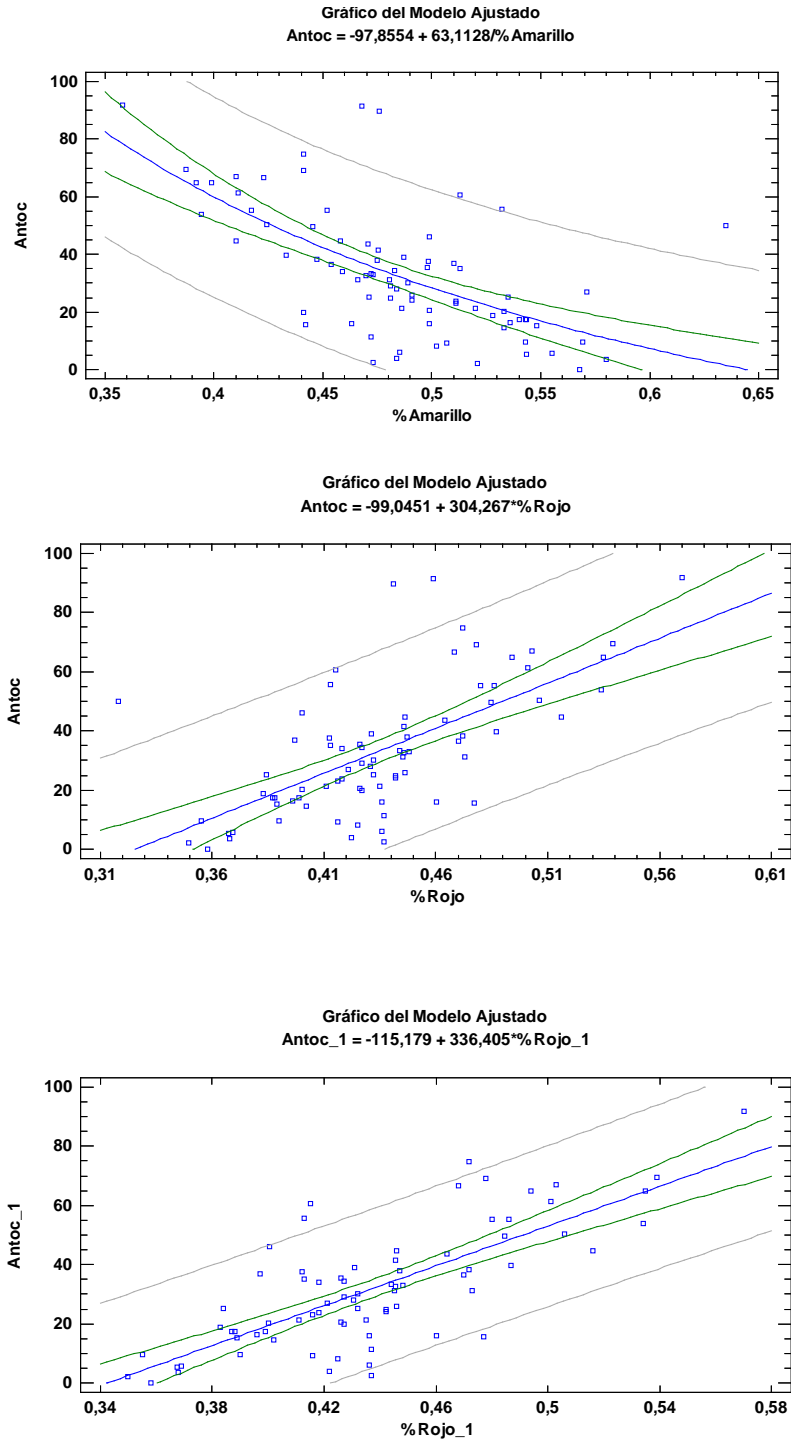 Gráfico del Modelo Ajustado
Antoc = -97,8554 + 63,1128/%Amarillo
100
80
60
40
20
0
Antoc
0,35 0,4 0,45 0,5 0,55 0,6 0,65
%Amarillo
Gráfico del Modelo Ajustado
Antoc = -99,0451 + 304,267*%Rojo
100
80
60
40
20
0
Antoc
0,31 0,36 0,41 0,46 0,51 0,56 0,61
%Rojo
Gráfico del Modelo Ajustado
Antoc_1 = -115,179 + 336,405*%Rojo_1
100
80
60
40
20
0
Antoc_1
0,34 0,38 0,42 0,46 0,5 0,54 0,58
%Rojo_1